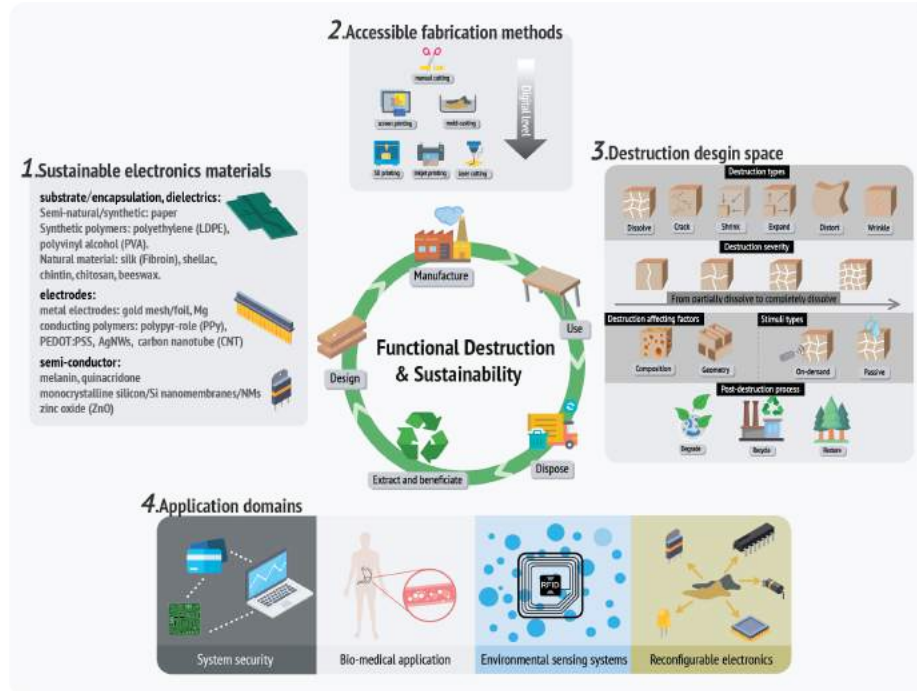 2.Accessible fabrication methods
manual cutting
screen printing
mold-casting
3D printing
Inkjet printing
laser cutting
Digital level
1.Sustainable electronics materials
substrate/encapsulation, dielectrics:
Semi-natural/synthetic: paper
Synthetic polymers: polyethylene (LDPE),
polyvinyl alcohol (PVA).
Natural material: silk (Fibroin), shellac,
chintin, chitosan, beeswax.
electrodes:
metal electrodes: gold mesh/foil, Mg
conducting polymers: polypyr-role (PPy),
PEDOT:PSS, AgNWs, carbon nanotube (CNT)
semi-conductor:
melanin, quinacridone
monocrystalline silicon/Si nanomembranes/NMs
zinc oxide (ZnO)
Manufacture
Use
Dispose
Extract and beneficiate
Design
Functional Destruction
& Sustainability
3.Destruction desgin space
Destruction types
Dissolve
Crack
Shrink
Expand
Distort
Wrinkle
Destruction severity
From partially dissolve to completely dissolve
Destruction affecting factors
Composition
Geometry
Stimuli types
On-demand
Passive
Post-destruction process
Degrade
Recycle
Restore
4.Application domains
RFID
System security
Bio-medical application
Environmental sensing systems
Reconfigurable electronics